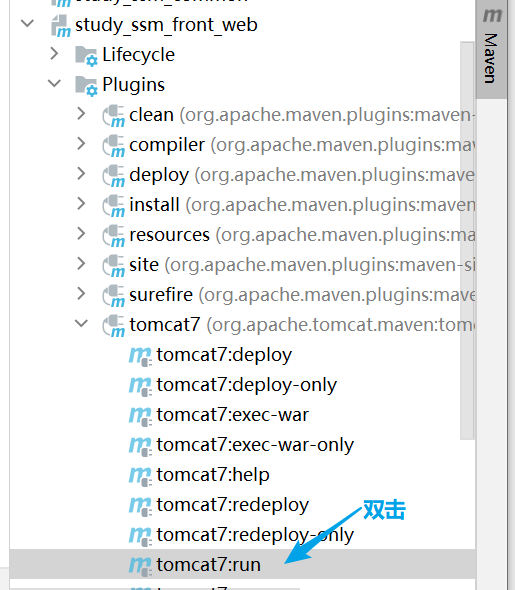 study_ssm_front_web
Maven
Lifecycle
Plugins
clean (org.apache.maven.plugins:maven-
compiler (org.apache.maven.plugins:ma
deploy (org.apache.maven.plugins:mave
install (org.apache.maven.plugins:mave
resources (org.apache.maven.plugins:ma
site (org.apache.maven.plugins:maven-si
surefire (org.apache.maven.plugins:mav
tomcat7 (org.apache.tomcat.maven:tom
tomcat7:deploy
tomcat7:deploy-only
tomcat7:exec-war
tomcat7:exec-war-only
tomcat7:help
tomcat7:redeploy
双击
tomcat7:redeploy-only
tomcat7:run